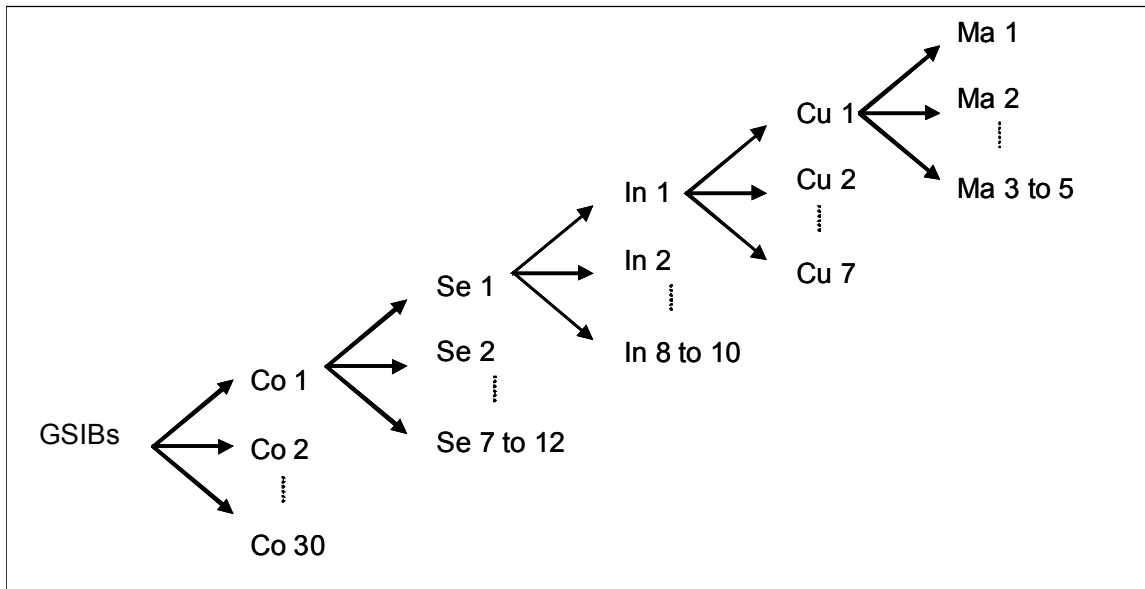 GSIBs
Co 1
Co 2
Co 30
Se 1
Se 2
Se 7 to 12
In 1
In 2
In 8 to 10
Cu 1
Cu 2
Cu 7
Ma 1
Ma 2
Ma 3 to 5